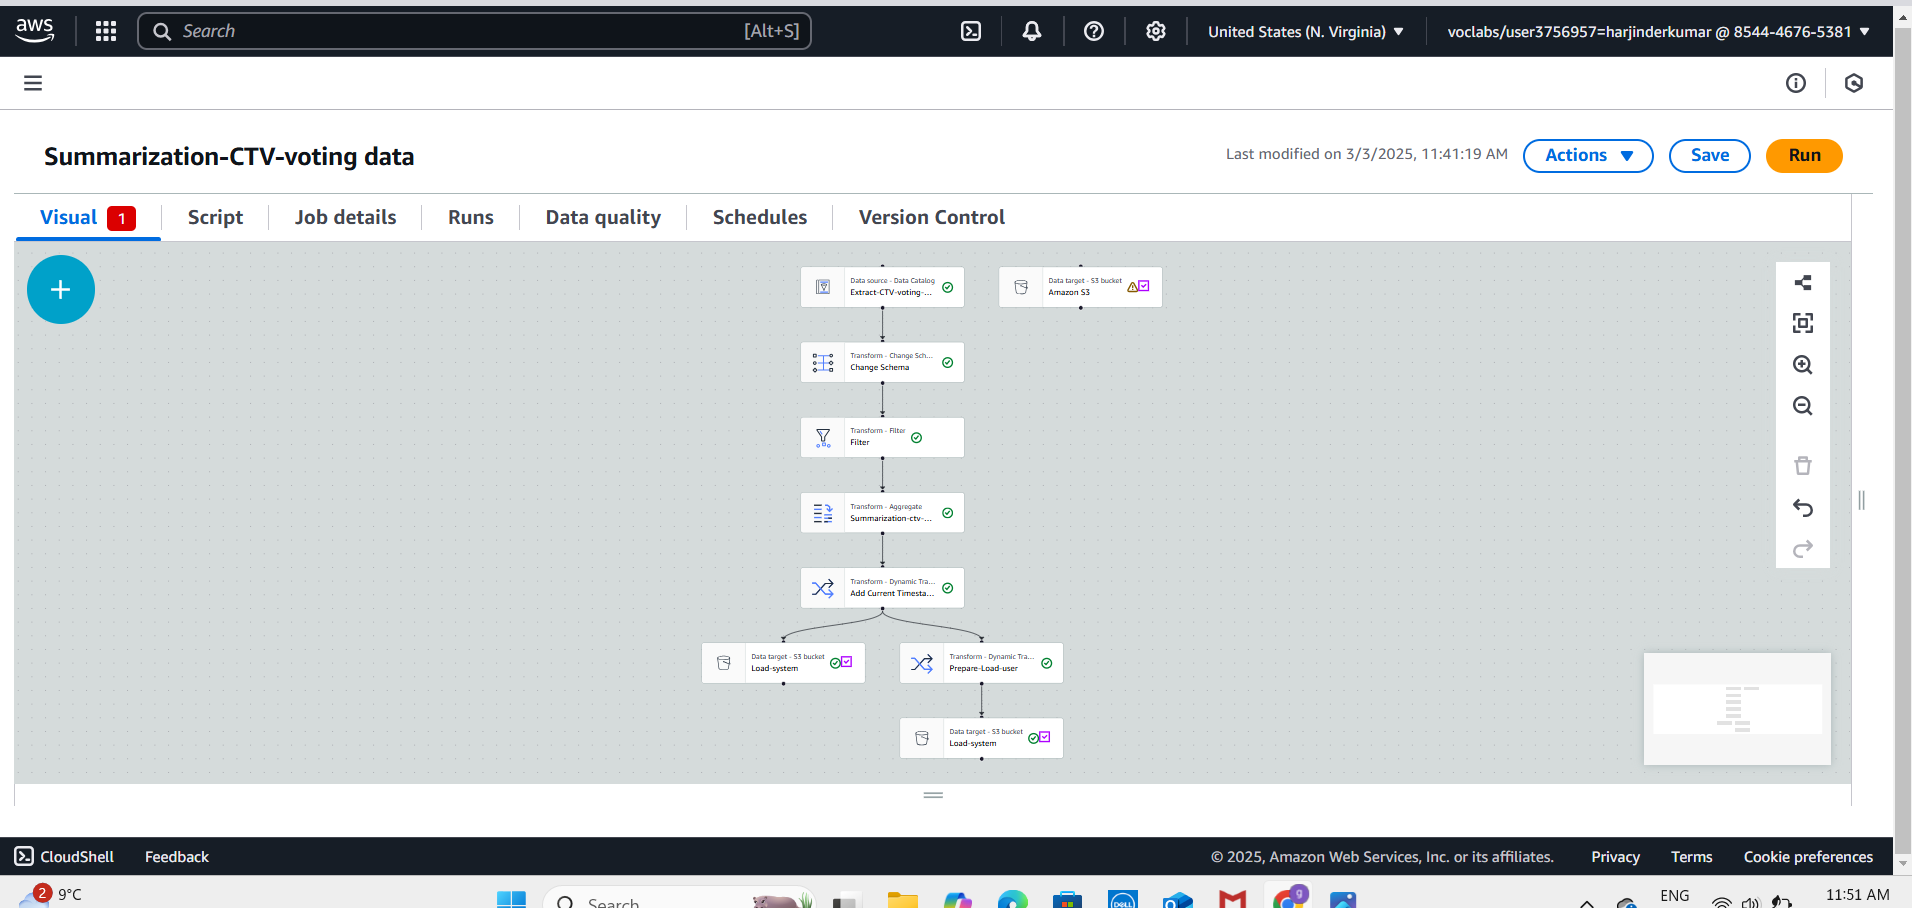 aws
Search [Alt+S]
United States (N. Virginia)
voclabs/user3756957=harjinderkumar @ 8544-4676-5381
Summarization-CTV-voting data
Last modified on 3/3/2025, 11:41:19 AM
Actions
Save
Run
Visual 1
Script
Job details
Runs
Data quality
Schedules
Version Control
Data source - Data Catalog
Extract-CTV-voting-...
Data target - S3 bucket
Amazon S3
Transform - Change Sch...
Change Schema
Transform - Filter
Filter
Transform - Aggregate
Summarization-ctv-...
Transform - Dynamic Tra...
Add Current Timesta...
Data target - S3 bucket
Load-system
Transform - Dynamic Tra...
Prepare-Load-user
Data target - S3 bucket
Load-system
CloudShell
Feedback
© 2025, Amazon Web Services, Inc. or its affiliates.
Privacy
Terms
Cookie preferences
2
9°C
Search
DELL
g
ENG
11:51 AM